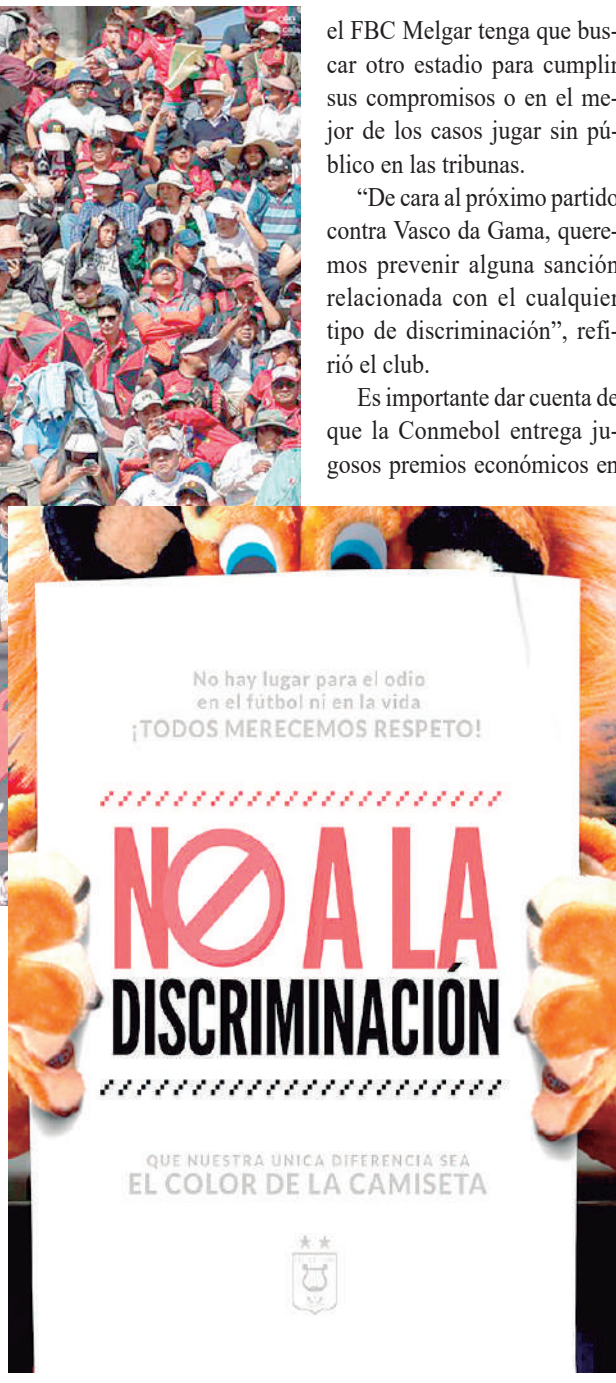 el FBC Melgar tenga que bus-
car otro estadio para cumplir
sus compromisos o en el me-
jor de los casos jugar sin pú-
blico en las tribunas.
“De cara al próximo partido
contra Vasco da Gama, quere-
mos prevenir alguna sanción
relacionada con el cualquier
tipo de discriminación”, refi-
rió el club.
Es importante dar cuenta de
que la Conmebol entrega ju-
gosos premios económicos en
No hay lugar para el odio
en el fútbol ni en la vida
¡TODOS MERECEMOS RESPETO!
NO A LA
DISCRIMINACIÓN
QUE NUESTRA UNICA DIFERENCIA SEA
EL COLOR DE LA CAMISETA